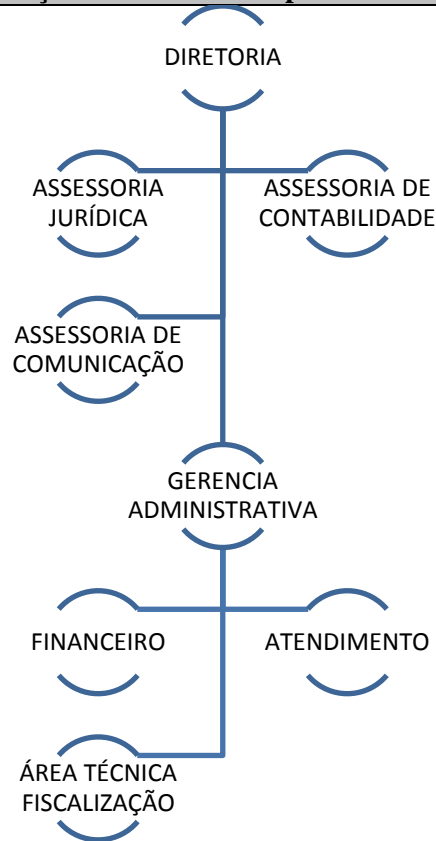 DIRETORIA
ASSESSORIA
JURÍDICA
ASSESSORIA DE
CONTABILIDADE
ASSESSORIA DE
COMUNICAÇÃO
GERENCIA
ADMINISTRATIVA
FINANCEIRO
ATENDIMENTO
ÁREA TÉCNICA
FISCALIZAÇÃO